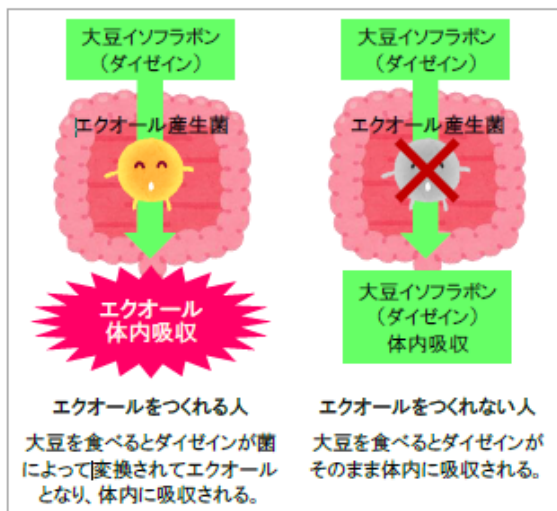 大豆イソフラボン
（ダイゼイン）
エクオール産生菌
エクオール
体内吸収
エクオールをつくれる人
大豆を食べるとダイゼインが菌
によって変換されてエクオール
となり、体内に吸収される。
大豆イソフラボン
（ダイゼイン）
エクオール産生菌
大豆イソフラボン
（ダイゼイン）
体内吸収
エクオールをつくれない人
大豆を食べるとダイゼインが
そのまま体内に吸収される。